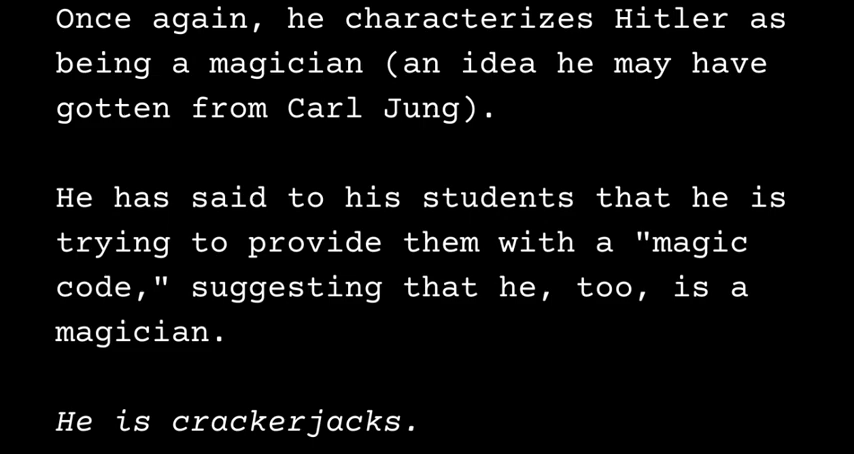 Once again, he characterizes Hitler as
being a magician (an idea he may have
gotten from Carl Jung).
He has said to his students that he is
trying to provide them with a "magic
code," suggesting that he, too, is a
magician.
He is crackerjacks.